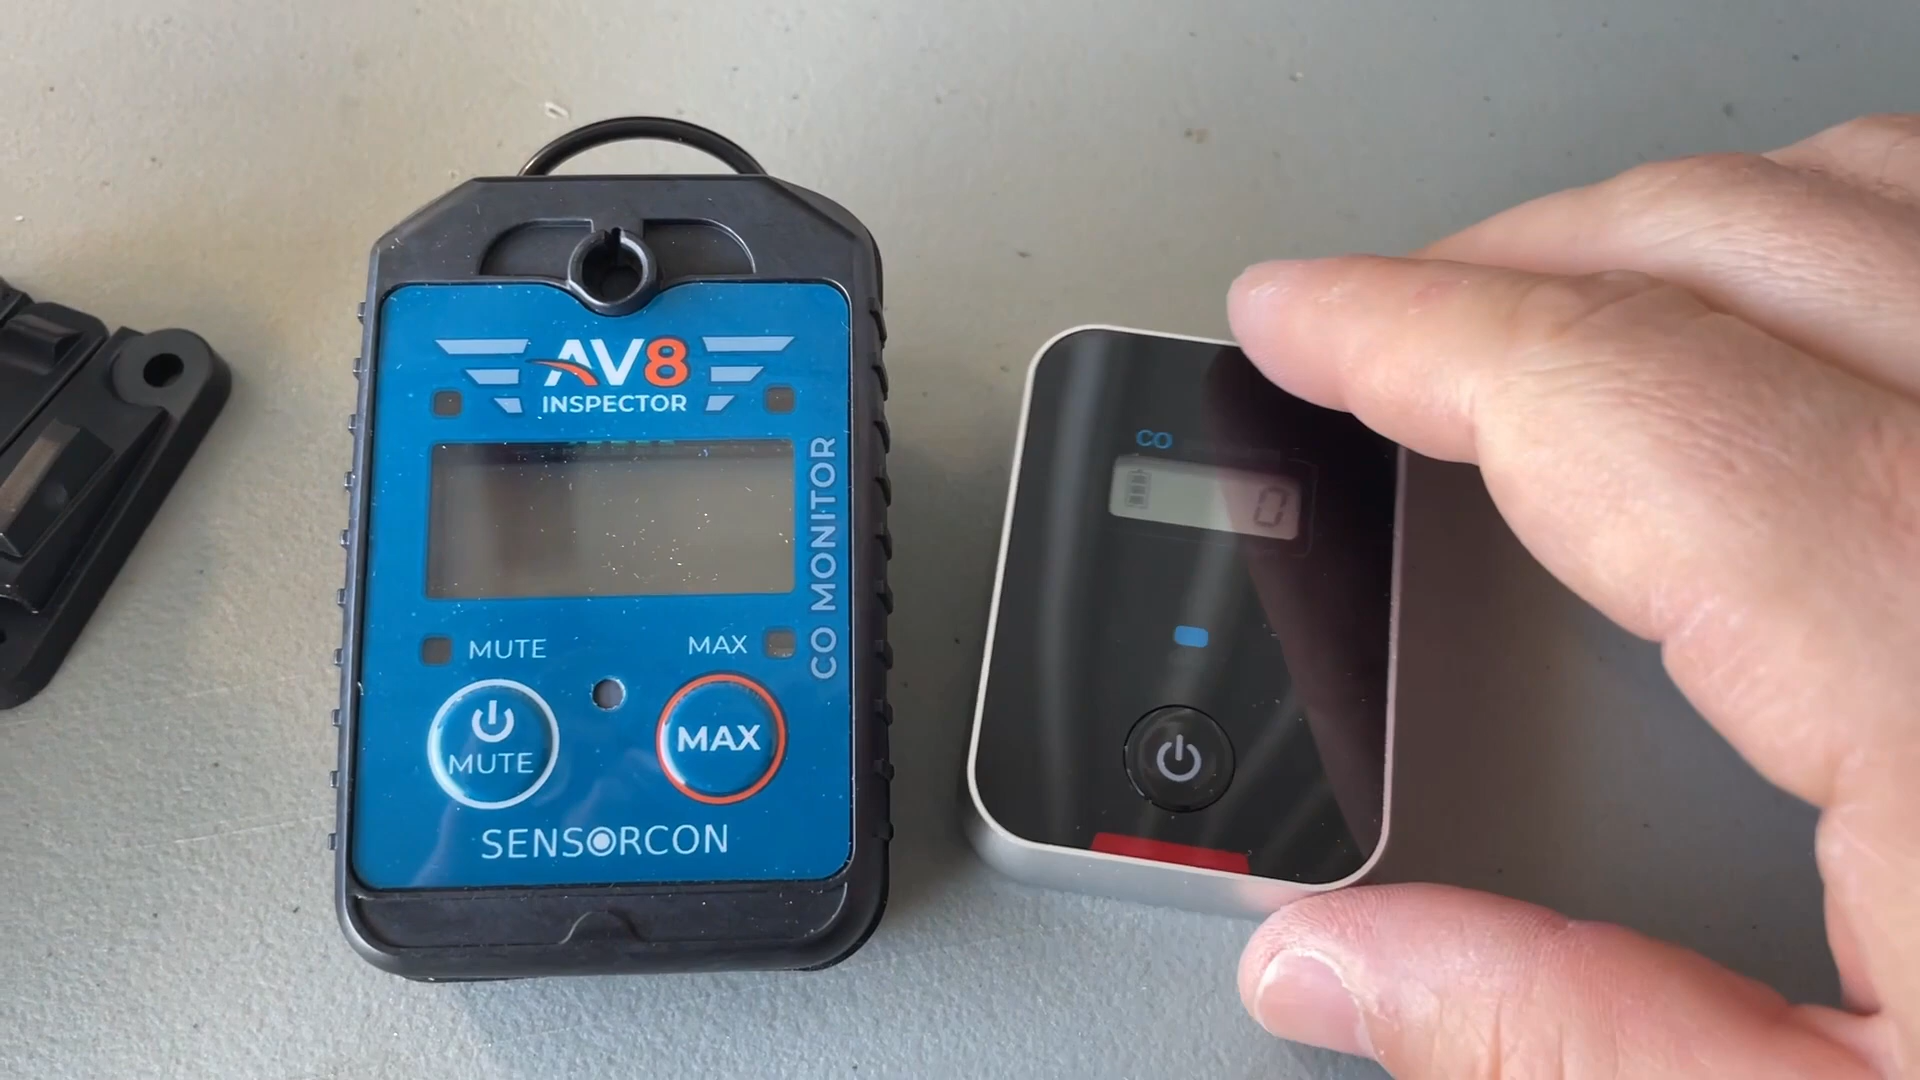 AV8
INSPECTOR
CO MONITOR
MUTE
MAX
MUTE
MAX
SENSORCON
CO
0